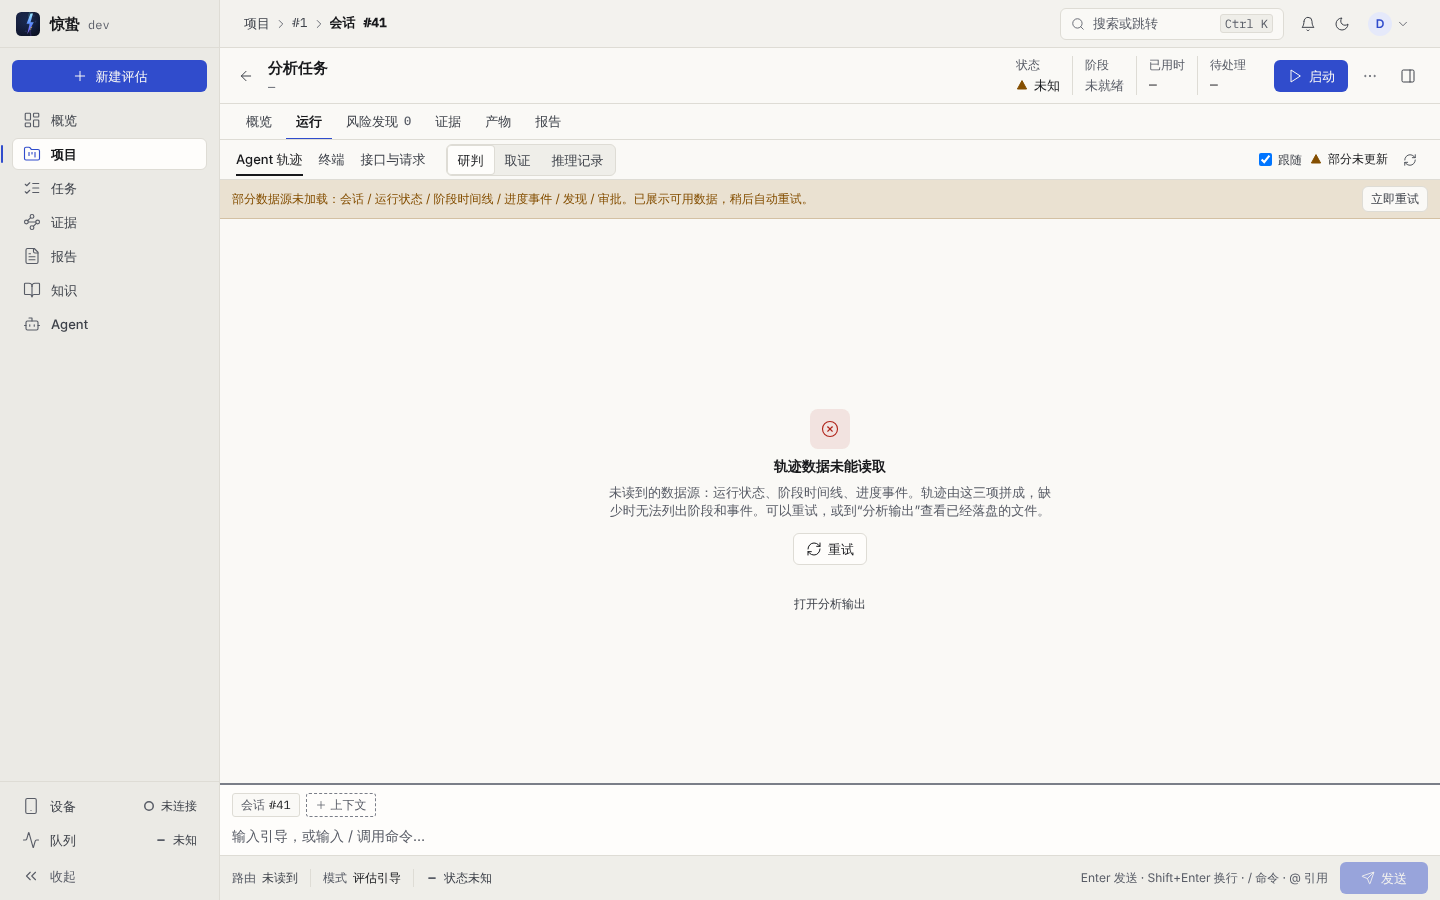 惊蛰 dev
项目 > #1 > 会话 #41
搜索或跳转 Ctrl K
D
新建评估
概览
项目
任务
证据
报告
知识
Agent
分析任务
–
状态
未知
阶段
未就绪
已用时
–
待处理
–
启动
概览 运行 风险发现 0 证据 产物 报告
Agent 轨迹 终端 接口与请求 研判 取证 推理记录
跟随 部分未更新
部分数据源未加载：会话 / 运行状态 / 阶段时间线 / 进度事件 / 发现 / 审批。已展示可用数据，稍后自动重试。
立即重试
轨迹数据未能读取
未读到的数据源：运行状态、阶段时间线、进度事件。轨迹由这三项拼成，缺
少时无法列出阶段和事件。可以重试，或到“分析输出”查看已经落盘的文件。
重试
打开分析输出
设备 未连接
队列 – 未知
收起
会话 #41 + 上下文
输入引导，或输入 / 调用命令...
路由 未读到 模式 评估引导 – 状态未知
Enter 发送 · Shift+Enter 换行 · / 命令 · @ 引用
发送